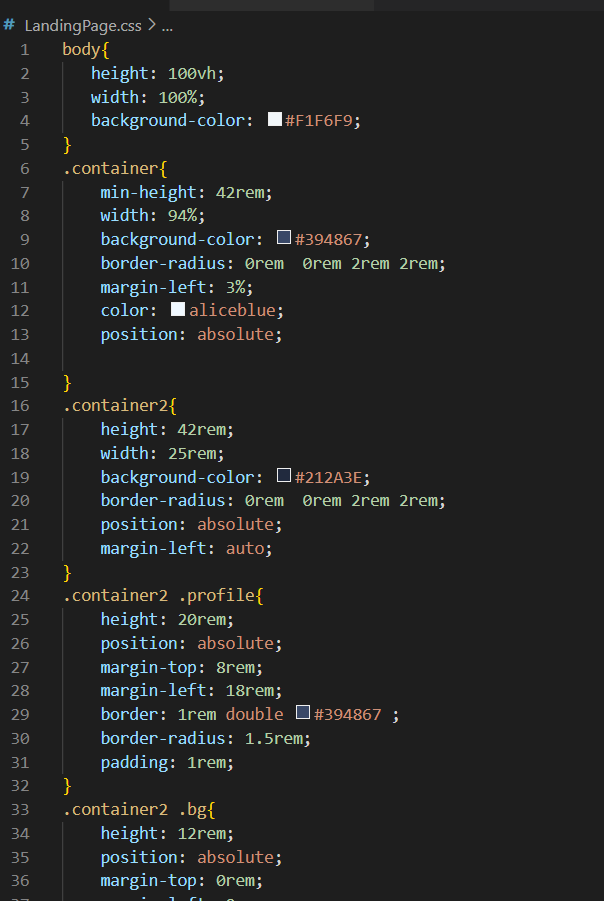 # LandingPage.css > ...
1 body{
2 height: 100vh;
3 width: 100%;
4 background-color: #F1F6F9;
5 }
6 .container{
7 min-height: 42rem;
8 width: 94%;
9 background-color: #394867;
10 border-radius: 0rem  0rem 2rem 2rem;
11 margin-left: 3%;
12 color: aliceblue;
13 position: absolute;
14
15 }
16 .container2{
17 height: 42rem;
18 width: 25rem;
19 background-color: #212A3E;
20 border-radius: 0rem  0rem 2rem 2rem;
21 position: absolute;
22 margin-left: auto;
23 }
24 .container2 .profile{
25 height: 20rem;
26 position: absolute;
27 margin-top: 8rem;
28 margin-left: 18rem;
29 border: 1rem double #394867 ;
30 border-radius: 1.5rem;
31 padding: 1rem;
32 }
33 .container2 .bg{
34 height: 12rem;
35 position: absolute;
36 margin-top: 0rem;